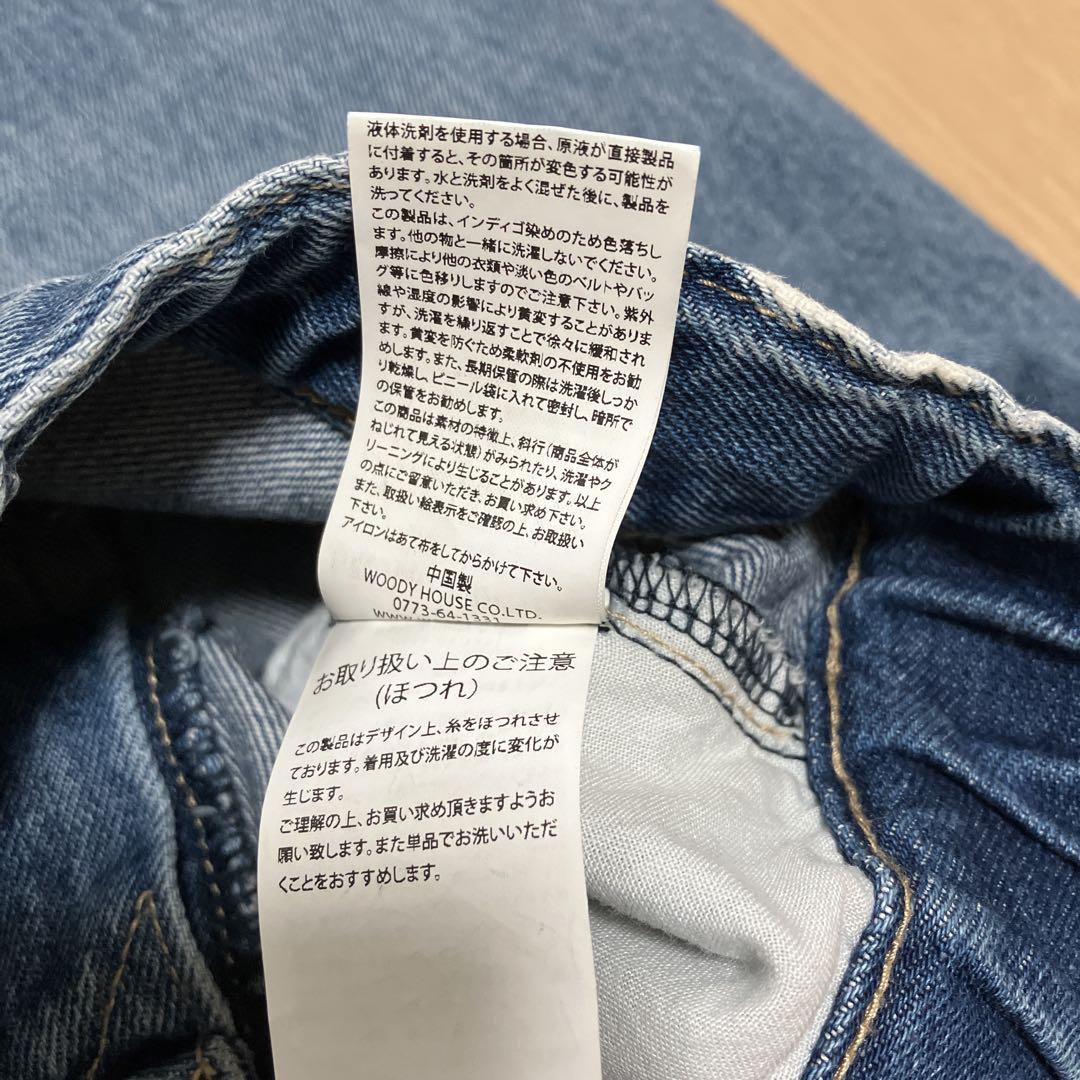 液体洗剤を使用する場合、原液が直接製品
に付着すると、その箇所が変色する可能性が
あります。水と洗剤をよく混ぜた後に、製品を
洗ってください。
この製品は、インディゴ染めのため色落ちし
ます。他の物と一緒に洗濯しないでください。
摩擦により他の衣類や淡い色のベルトやバッ
グ等に色移りしますのでご注意下さい。紫外
線や湿度の影響により黄変することがありま
すが、洗濯を繰り返すことで徐々に緩和され
ます。黄変を防ぐため柔軟剤の不使用をお勧
めします。また、長期保管の際は洗濯後しっか
り乾燥し、ビニール袋に入れて密封し、暗所で
の保管をお勧めします。
この商品は素材の特徴上、斜行(商品全体が
ねじれて見える状態)がみられたり、洗濯やク
リーニングにより生じることがあります。以上
の点にご留意いただき、お買い求め下さい。
また、取扱い絵表示をご確認の上、お取扱い
下さい。
アイロンはあて布をしてからかけて下さい。
中国製
WOODY HOUSE CO.LTD.
0773-64-1331
お取り扱い上のご注意
(ほつれ)
この製品はデザイン上、糸をほつれさせ
ております。着用及び洗濯の度に変化が
生じます。
ご理解の上、お買い求め頂きますようお
願い致します。また単品でお洗いいただ
くことをおすすめします。